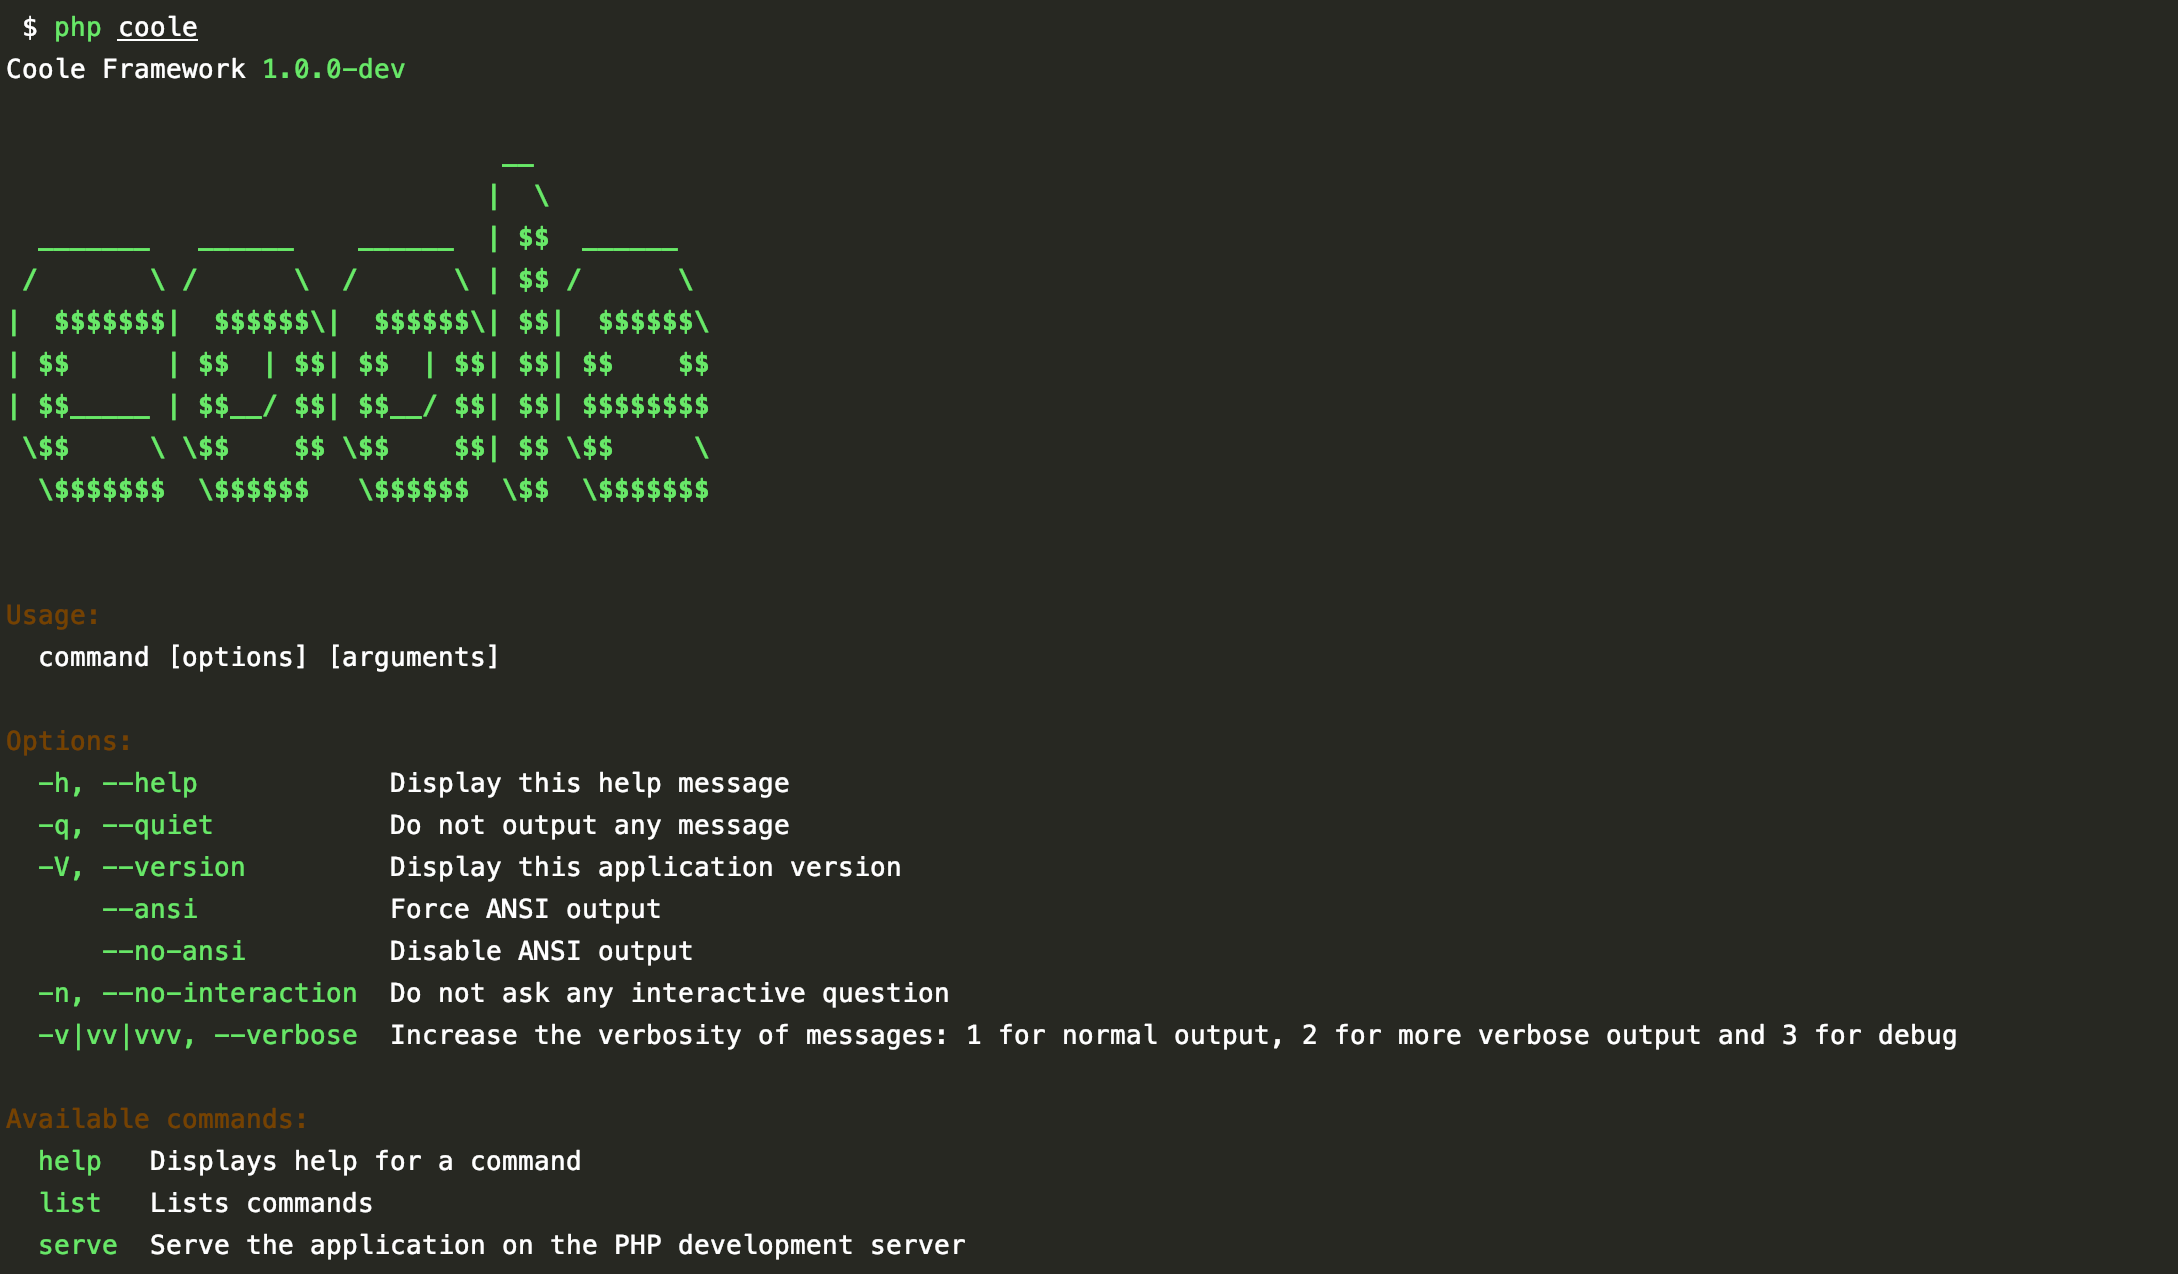 $ php coole
Coole Framework 1.0.0-dev

                               __
                              |  \
  _______   ______    ______  | $$  ______
 /       \ /      \  /      \ | $$ /      \
|  $$$$$$$|  $$$$$$\|  $$$$$$\| $$|  $$$$$$\
| $$      | $$  | $$| $$  | $$| $$| $$    $$
| $$_____ | $$__/ $$| $$__/ $$| $$| $$$$$$$$
 \$$     \ \$$    $$ \$$    $$| $$ \$$     \
  \$$$$$$$  \$$$$$$   \$$$$$$  \$$  \$$$$$$$

Usage:
  command [options] [arguments]

Options:
  -h, --help            Display this help message
  -q, --quiet           Do not output any message
  -V, --version         Display this application version
      --ansi            Force ANSI output
      --no-ansi         Disable ANSI output
  -n, --no-interaction  Do not ask any interactive question
  -v|vv|vvv, --verbose  Increase the verbosity of messages: 1 for normal output, 2 for more verbose output and 3 for debug

Available commands:
  help   Displays help for a command
  list   Lists commands
  serve  Serve the application on the PHP development server